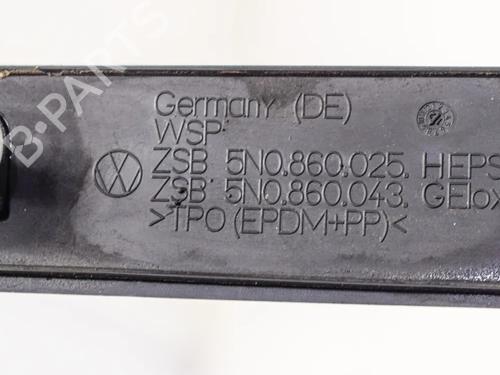 Germany (DE)
WSP
ZSB 5N0.860.025. HEPS
ZSB 5N0.860.043. GElox
>TPO(EPDM+PP)<
B-PARTS